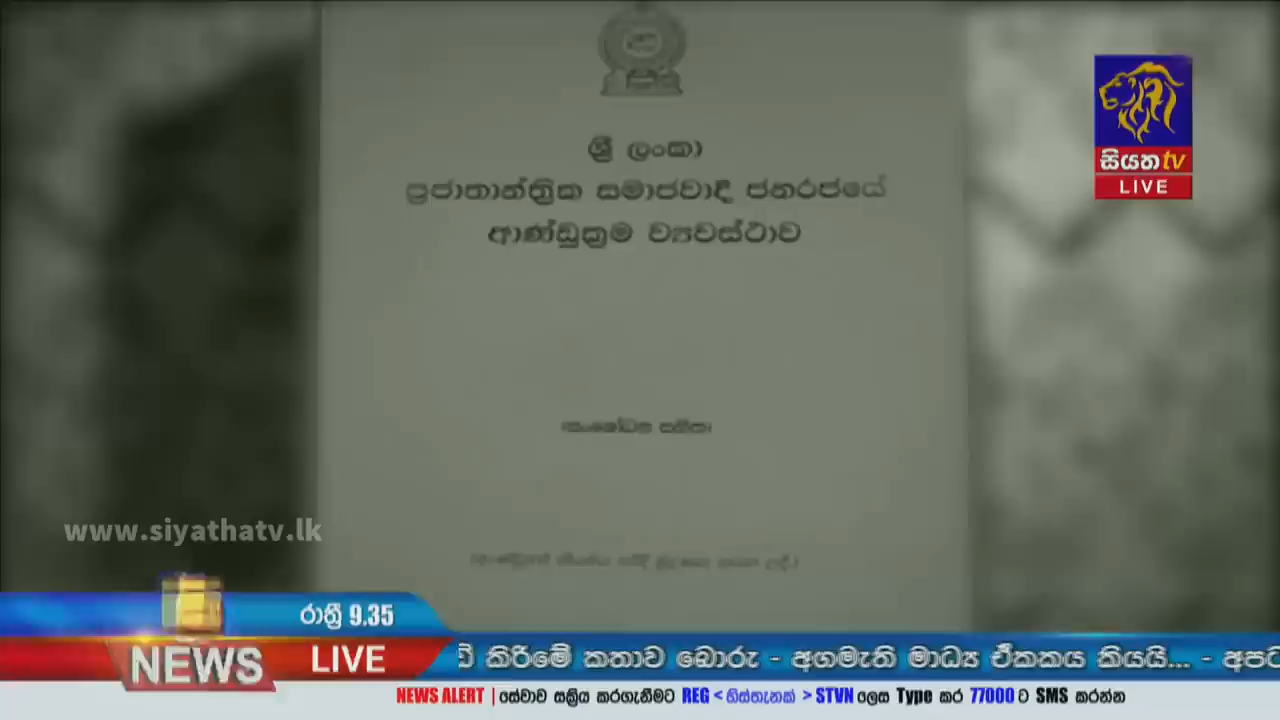 ශ්‍රී ලංකා
ප්‍රජාතාන්ත්‍රික සමාජවාදී ජනරජයේ
ආණ්ඩුක්‍රම ව්‍යවස්ථාව
සියත tv
LIVE
www.siyathatv.lk
රාත්‍රී 9.35
NEWS LIVE
ඩි කිරිමේ කතාව බොරු - අගමැති මාධ්‍ය ඒකකය කියයි... - අපට
NEWS ALERT | සේවාව සක්‍රිය කරගැනීමට REG < හිස්තැනක් > STVN ලෙස Type කර 77000 ට SMS කරන්න